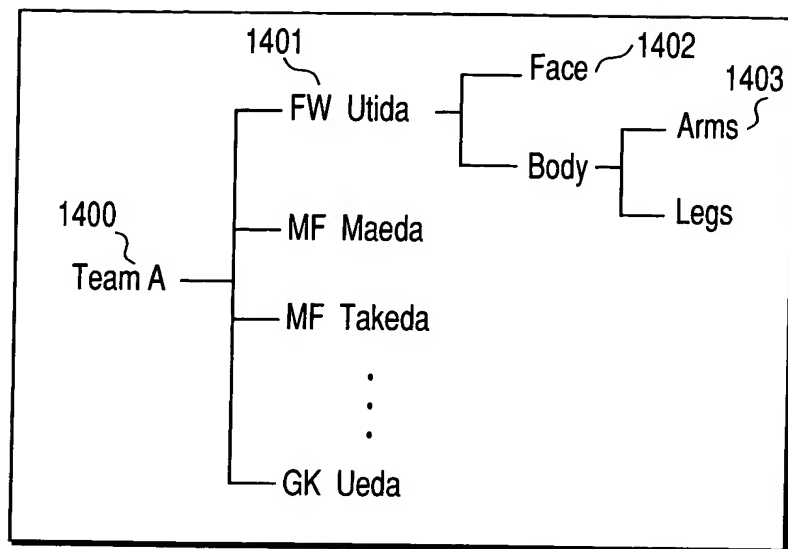 1401
FW Utida
Face
1402
1403
Arms
Body
Legs
1400
Team A
MF Maeda
MF Takeda
GK Ueda